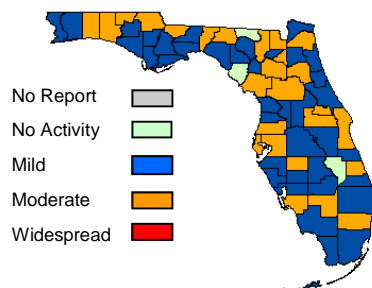 No Report
No Activity
Mild
Moderate
Widespread